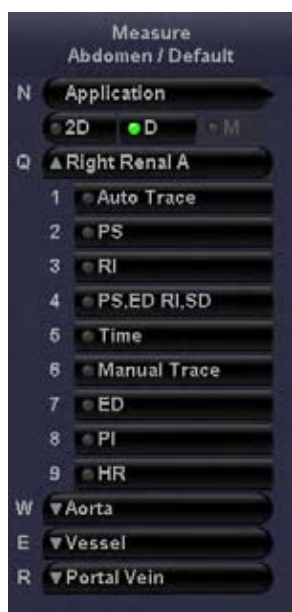 Measure
Abdomen / Default
N Application
2D D M
Q Right Renal A
1 Auto Trace
2 PS
3 RI
4 PS,ED RI,SD
5 Time
6 Manual Trace
7 ED
8 PI
9 HR
W Aorta
E Vessel
R Portal Vein